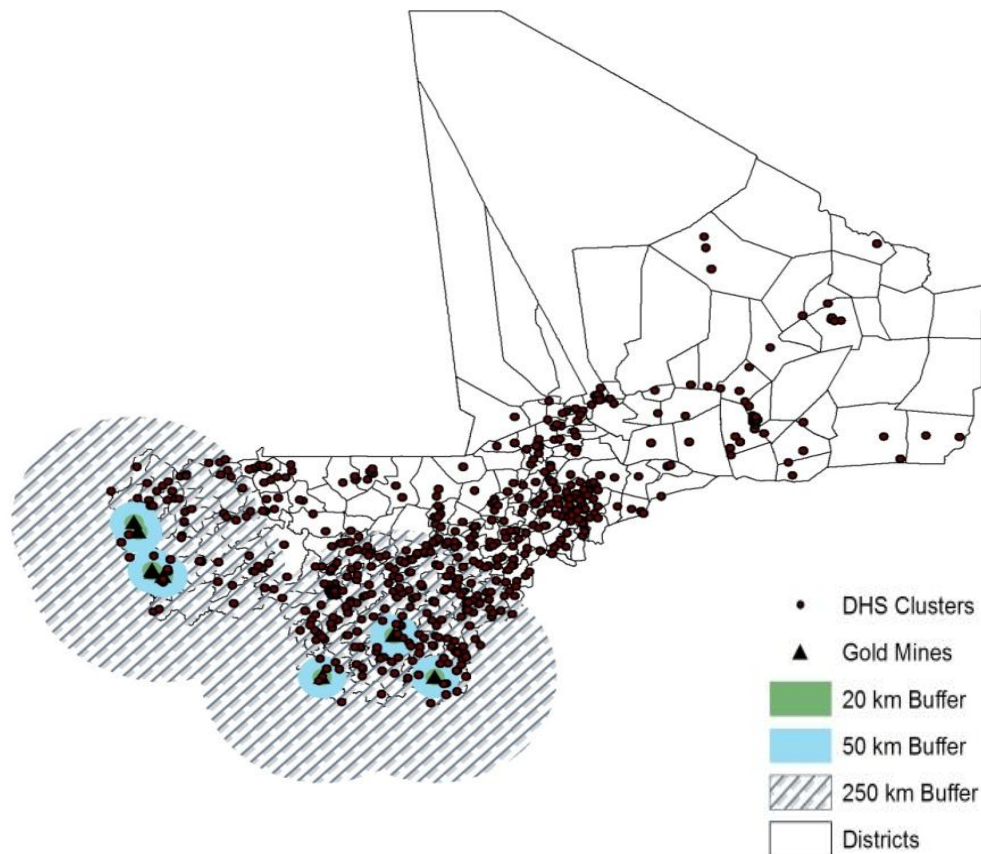 DHS Clusters
Gold Mines
20 km Buffer
50 km Buffer
250 km Buffer
Districts